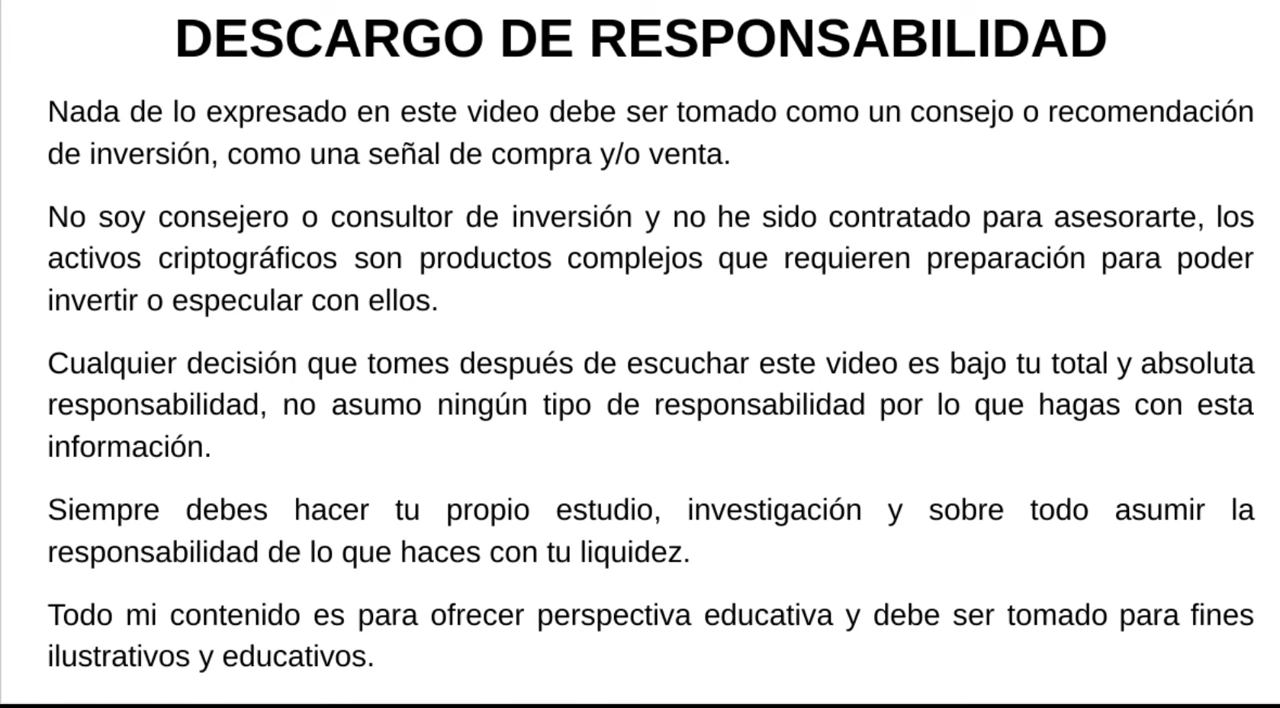 DESCARGO DE RESPONSABILIDAD
Nada de lo expresado en este video debe ser tomado como un consejo o recomendación
de inversión, como una señal de compra y/o venta.
No soy consejero o consultor de inversión y no he sido contratado para asesorarte, los
activos criptográficos son productos complejos que requieren preparación para poder
invertir o especular con ellos.
Cualquier decisión que tomes después de escuchar este video es bajo tu total y absoluta
responsabilidad, no asumo ningún tipo de responsabilidad por lo que hagas con esta
información.
Siempre debes hacer tu propio estudio, investigación y sobre todo asumir la
responsabilidad de lo que haces con tu liquidez.
Todo mi contenido es para ofrecer perspectiva educativa y debe ser tomado para fines
ilustrativos y educativos.